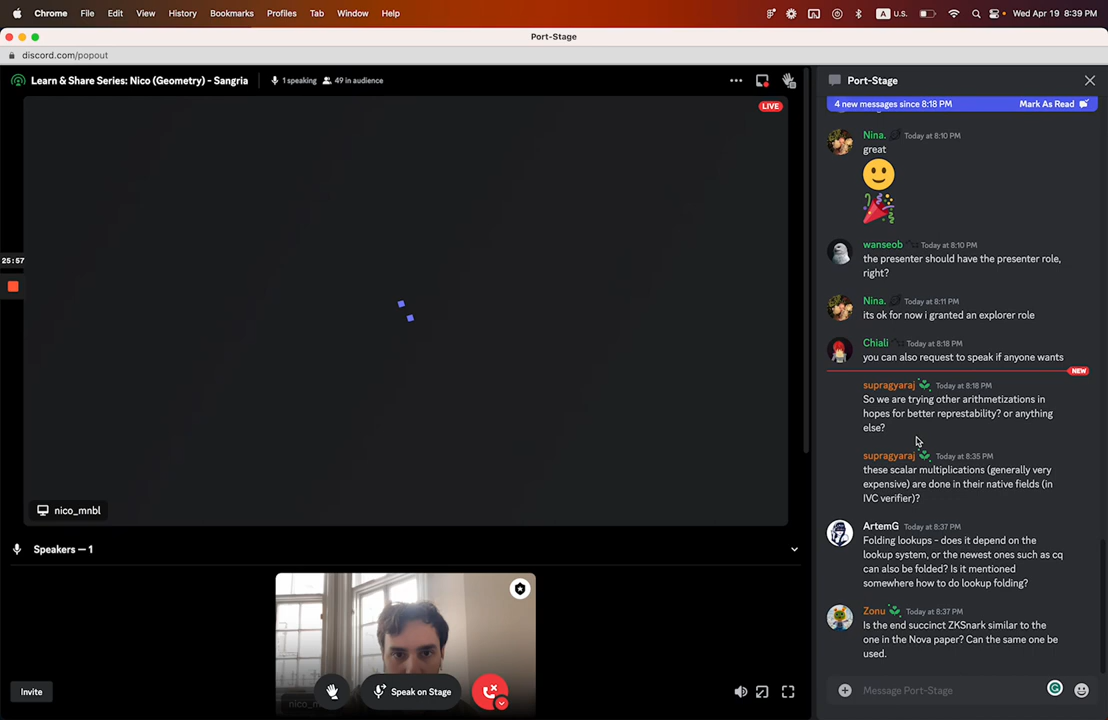 Chrome File Edit View History Bookmarks Profiles Tab Window Help
A U.S. Wed Apr 19 8:39 PM
Port-Stage
discord.com/popout
Learn & Share Series: Nico (Geometry) - Sangria 1 speaking 49 in audience
LIVE
25:57
nico_mnbl
Speakers — 1
Speak on Stage
Invite
Port-Stage
4 new messages since 8:18 PM Mark As Read
Nina. Today at 8:10 PM
great
wanseob Today at 8:10 PM
the presenter should have the presenter role,
right?
Nina. Today at 8:11 PM
its ok for now i granted an explorer role
Chiali Today at 8:18 PM
you can also request to speak if anyone wants
NEW
supragyaraj Today at 8:18 PM
So we are trying other arithmetizations in
hopes for better represtability? or anything
else?
supragyaraj Today at 8:35 PM
these scalar multiplications (generally very
expensive) are done in their native fields (in
IVC verifier)?
ArtemG Today at 8:37 PM
Folding lookups - does it depend on the
lookup system, or the newest ones such as cq
can also be folded? Is it mentioned
somewhere how to do lookup folding?
Zonu Today at 8:37 PM
Is the end succinct ZKSnark similar to the
one in the Nova paper? Can the same one be
used.
Message Port-Stage